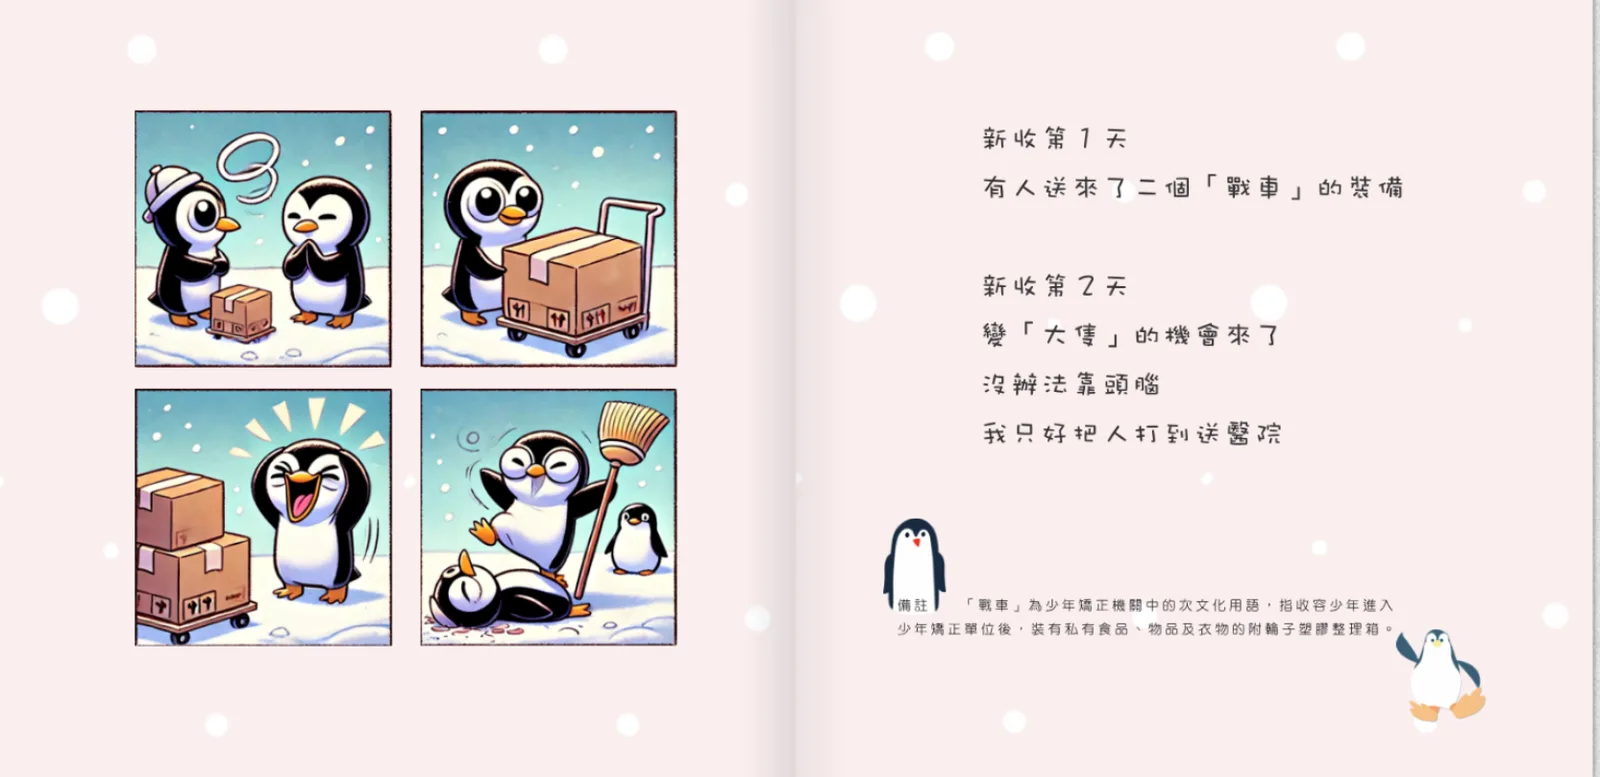 新收第1天
有人送來了二個「戰車」的裝備
新收第2天
變「大隻」的機會來了
沒辦法靠頭腦
我只好把人打到送醫院
備註 「戰車」為少年矯正機關中的次文化用語，指收容少年進入
少年矯正單位後，裝有私有食品、物品及衣物的附輪子塑膠整理箱。